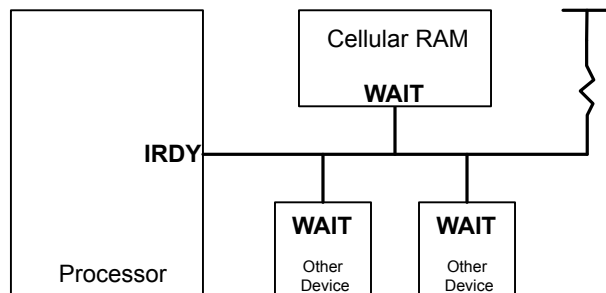 Cellular RAM
WAIT
IRDY
WAIT
WAIT
Other
Device
Other
Device
Processor